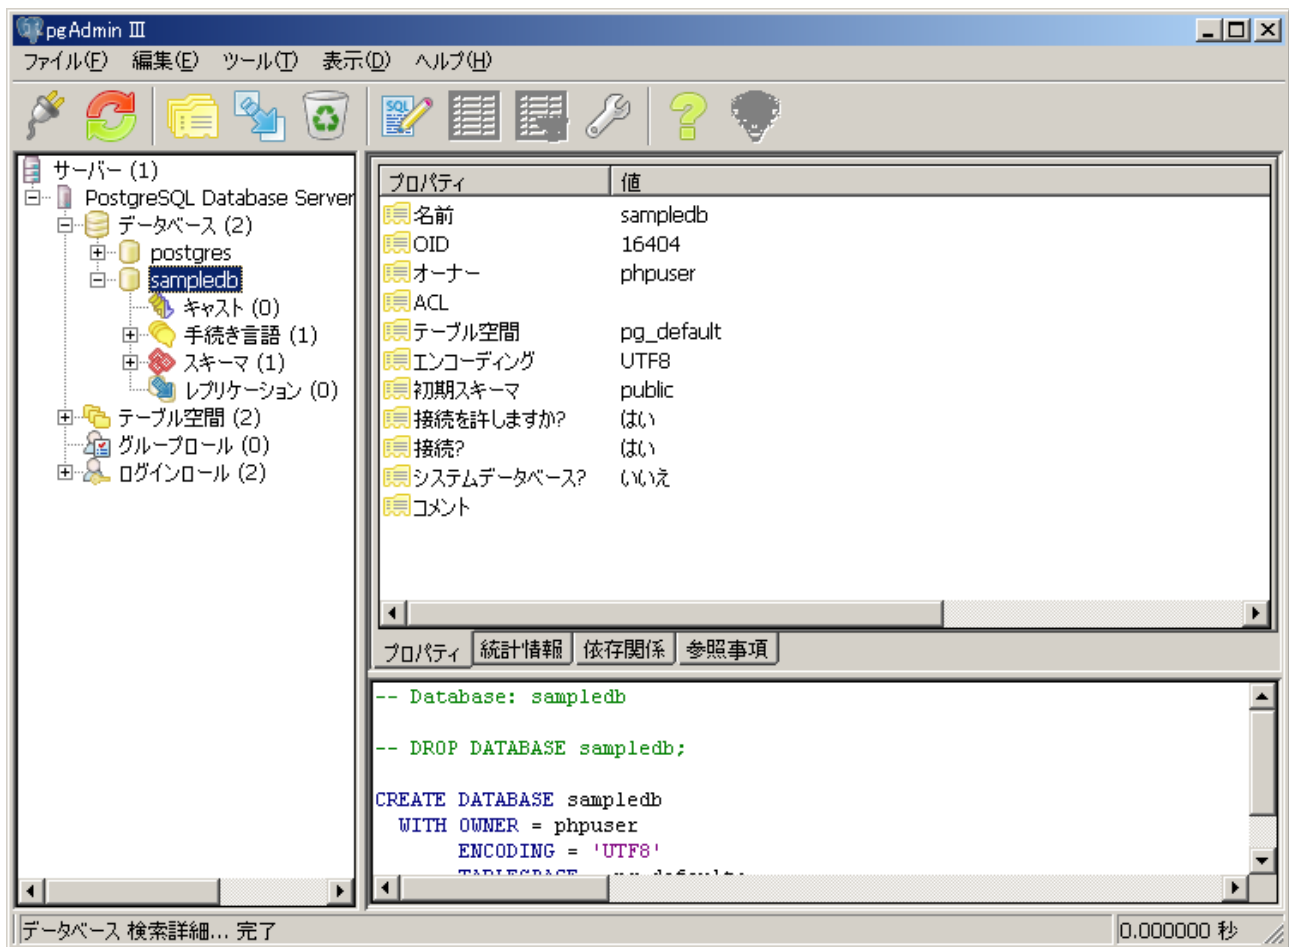 pgAdmin III
ファイル(F) 編集(E) ツール(T) 表示(D) ヘルプ(H)
SQL
サーバー (1)
PostgreSQL Database Server
データベース (2)
postgres
sampledb
キャスト (0)
手続き言語 (1)
スキーマ (1)
レプリケーション (0)
テーブル空間 (2)
グループロール (0)
ログインロール (2)
プロパティ 値
名前 sampledb
OID 16404
オーナー phpuser
ACL
テーブル空間 pg_default
エンコーディング UTF8
初期スキーマ public
接続を許しますか? はい
接続? はい
システムデータベース? いいえ
コメント
プロパティ 統計情報 依存関係 参照事項
-- Database: sampledb
-- DROP DATABASE sampledb;
CREATE DATABASE sampledb
WITH OWNER = phpuser
ENCODING = 'UTF8'
TABLESPACE = pg_default;
データベース 検索詳細... 完了 0.000000 秒